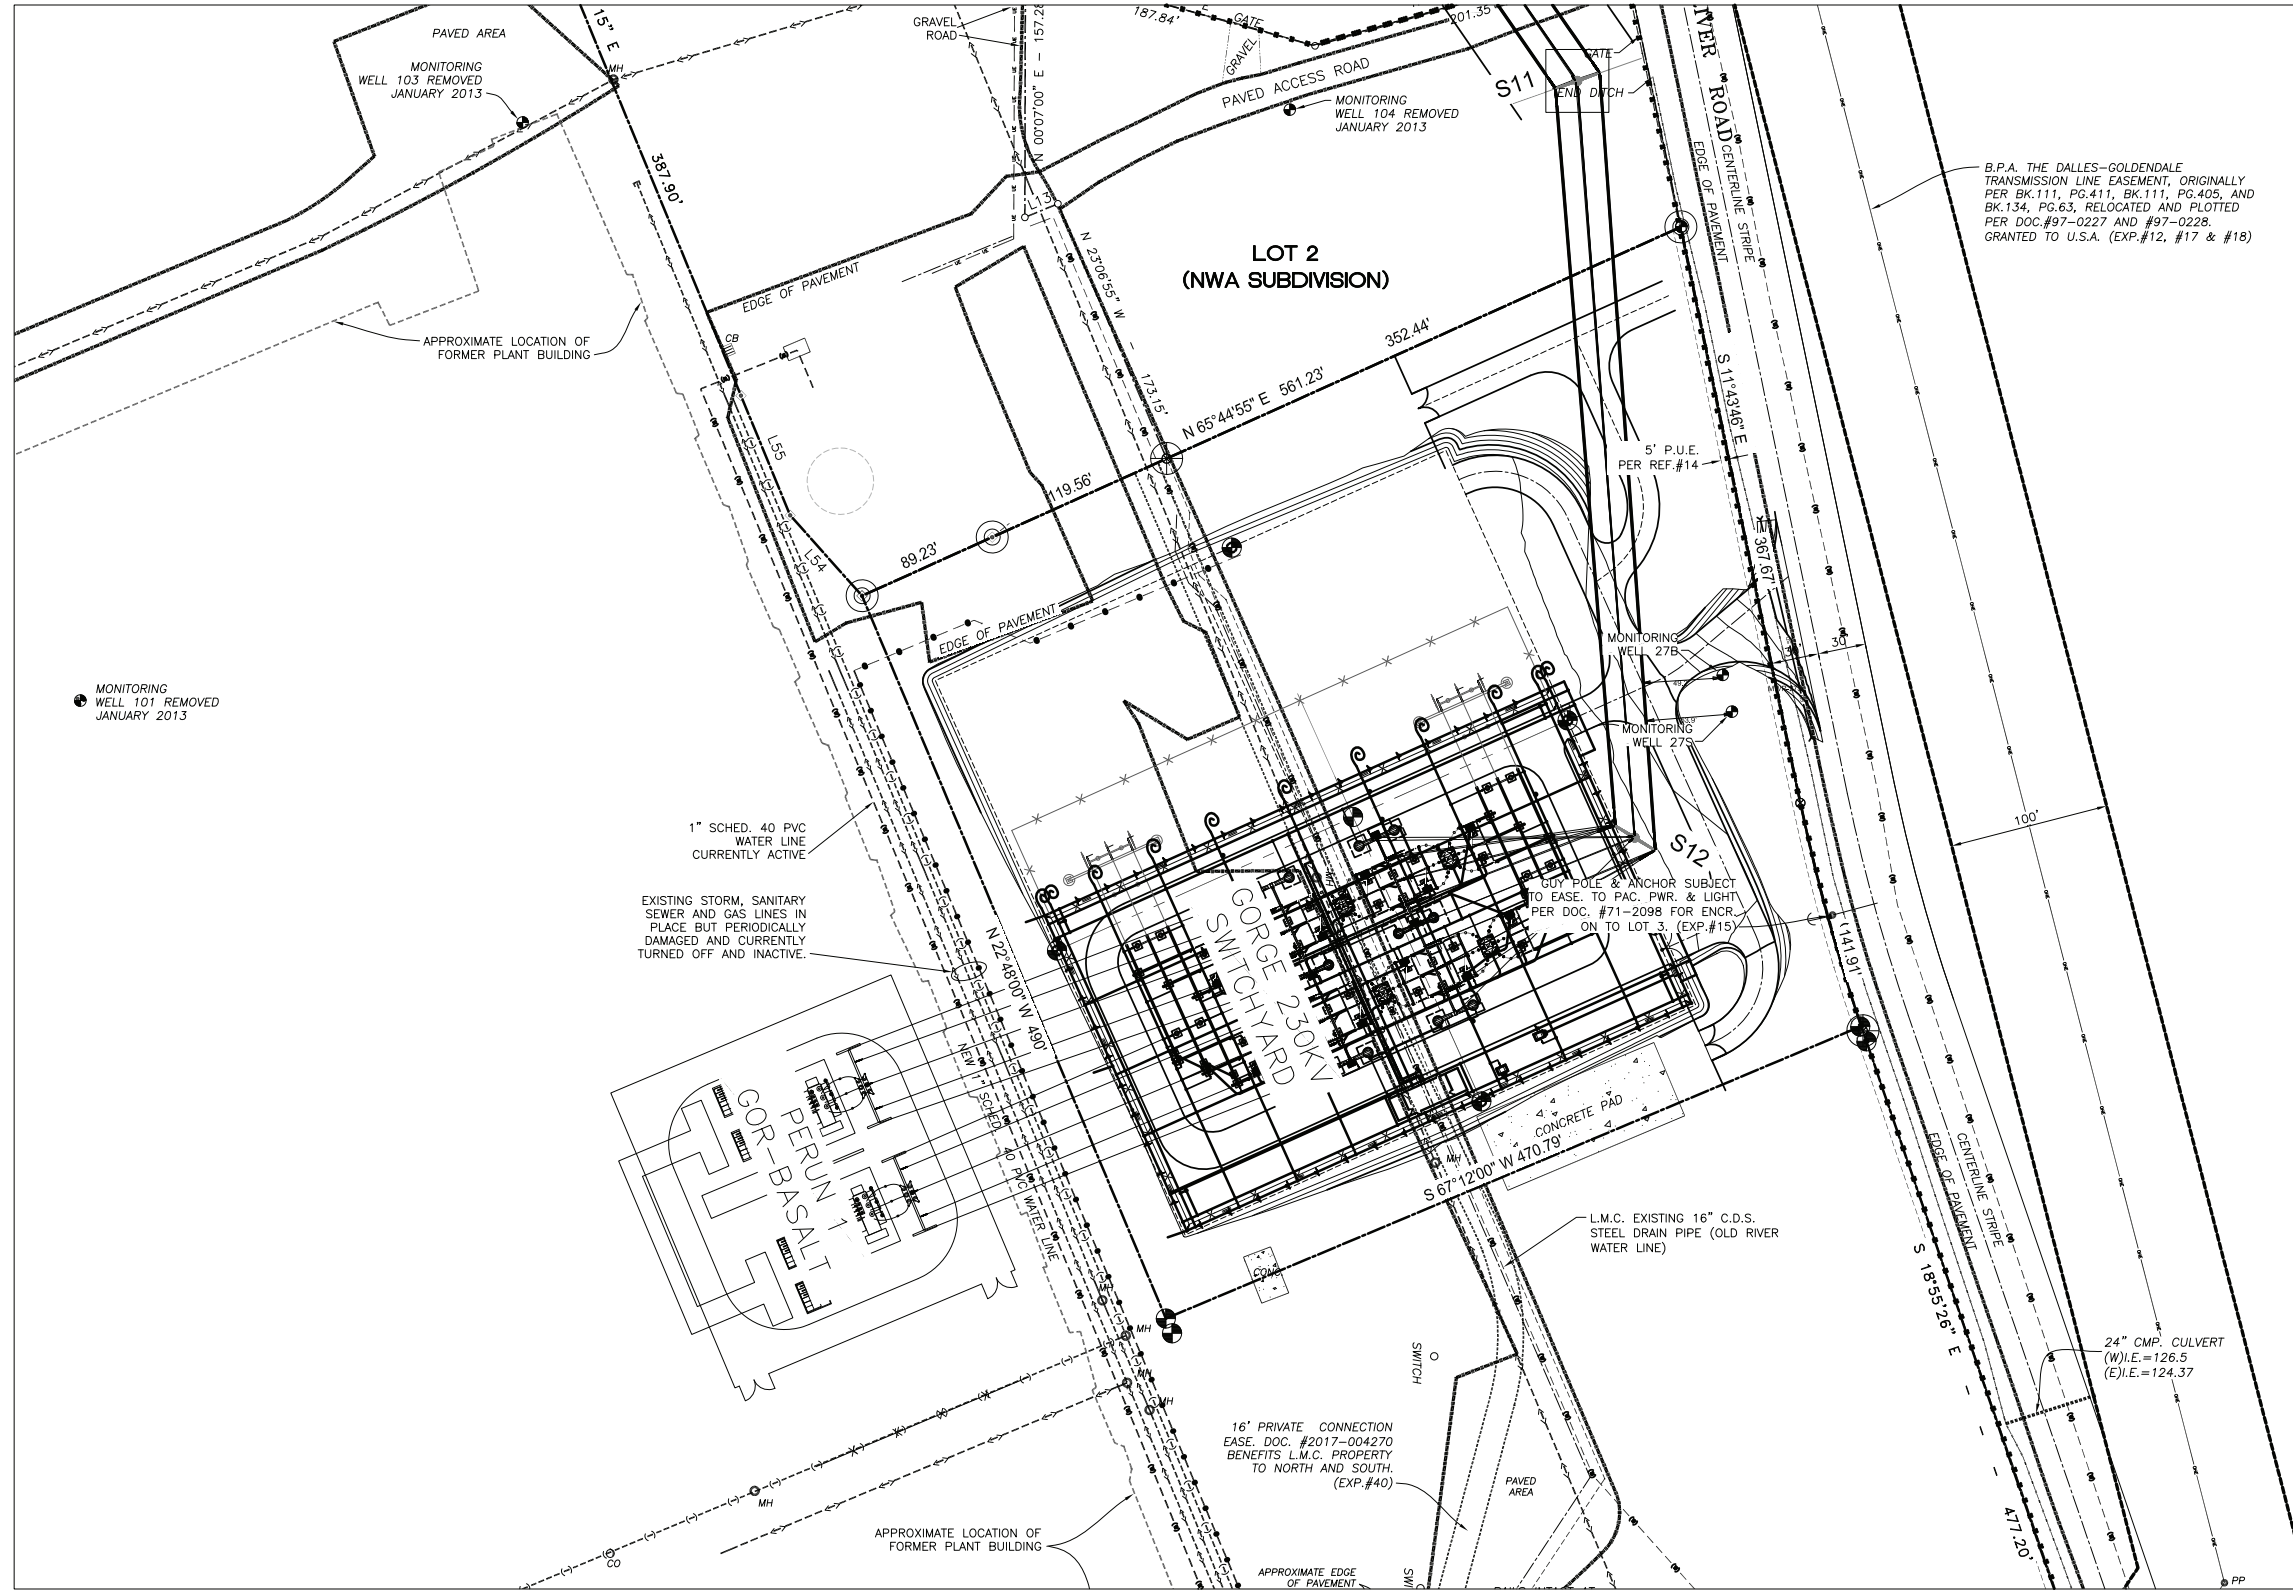 PAVED AREA
MONITORING
WELL 103 REMOVED
JANUARY 2013
15" E
MH
387.90'
GRAVEL
ROAD
N 00°07'00" E - 157.28
187.84'
GATE
GRAVEL
201.35
PAVED ACCESS ROAD
MONITORING
WELL 104 REMOVED
JANUARY 2013
S11
GATE
END DITCH
IVER ROAD
CENTERLINE STRIPE
EDGE OF PAVEMENT
B.P.A. THE DALLES-GOLDENDALE
TRANSMISSION LINE EASEMENT, ORIGINALLY
PER BK.111, PG.411, BK.111, PG.405, AND
BK.134, PG.63, RELOCATED AND PLOTTED
PER DOC.#97-0227 AND #97-0228.
GRANTED TO U.S.A. (EXP.#12, #17 & #18)
L13
LOT 2
(NWA SUBDIVISION)
N 23°06'55" W - 173.15'
EDGE OF PAVEMENT
APPROXIMATE LOCATION OF
FORMER PLANT BUILDING
CB
352.44'
N 65°44'55" E 561.23'
S 11°43'46" E
367.67'
5' P.U.E.
PER REF.#14
L55
L54
119.56'
89.23'
EDGE OF PAVEMENT
MONITORING
WELL 27B
30'
MONITORING
WELL 27S
MONITORING
WELL 101 REMOVED
JANUARY 2013
1" SCHED. 40 PVC
WATER LINE
CURRENTLY ACTIVE
100'
S12
GUY POLE & ANCHOR SUBJECT
TO EASE. TO PAC. PWR. & LIGHT
PER DOC. #71-2098 FOR ENCR.
ON TO LOT 3. (EXP.#15)
141.91'
EXISTING STORM, SANITARY
SEWER AND GAS LINES IN
PLACE BUT PERIODICALLY
DAMAGED AND CURRENTLY
TURNED OFF AND INACTIVE.
N 22°48'00" W 490'
MH
GORGE 230KV
SWITCHYARD
NEW 1" SCHED. 40 PVC WATER LINE
PERUN 1
GOR-BASALT
CONCRETE PAD
MH
S 67°12'00" W 470.79'
EDGE OF PAVEMENT
CENTERLINE STRIPE
L.M.C. EXISTING 16" C.D.S.
STEEL DRAIN PIPE (OLD RIVER
WATER LINE)
CONC
MH
MH
MH
MH
SWITCH
S 18°55'26" E - 477.20'
24" CMP. CULVERT
(W)I.E.=126.5
(E)I.E.=124.37
16' PRIVATE CONNECTION
EASE. DOC. #2017-004270
BENEFITS L.M.C. PROPERTY
TO NORTH AND SOUTH.
(EXP.#40)
PAVED
AREA
MH
CO
APPROXIMATE LOCATION OF
FORMER PLANT BUILDING
APPROXIMATE EDGE
OF PAVEMENT
PP